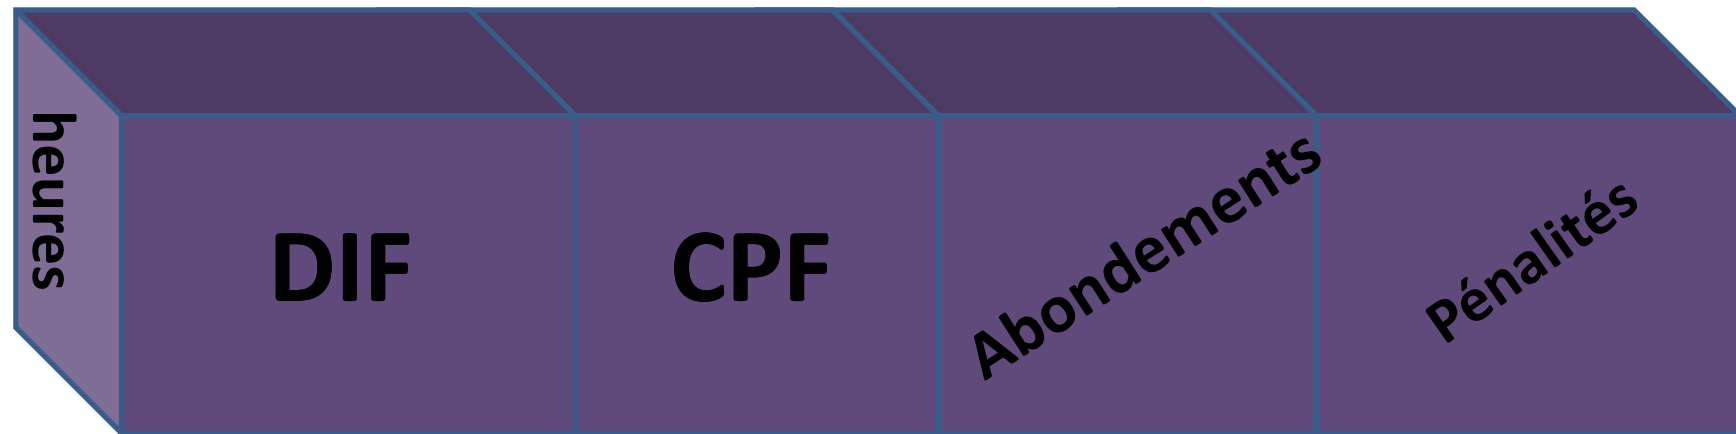 heures
DIF
CPF
Abondements
Pénalités